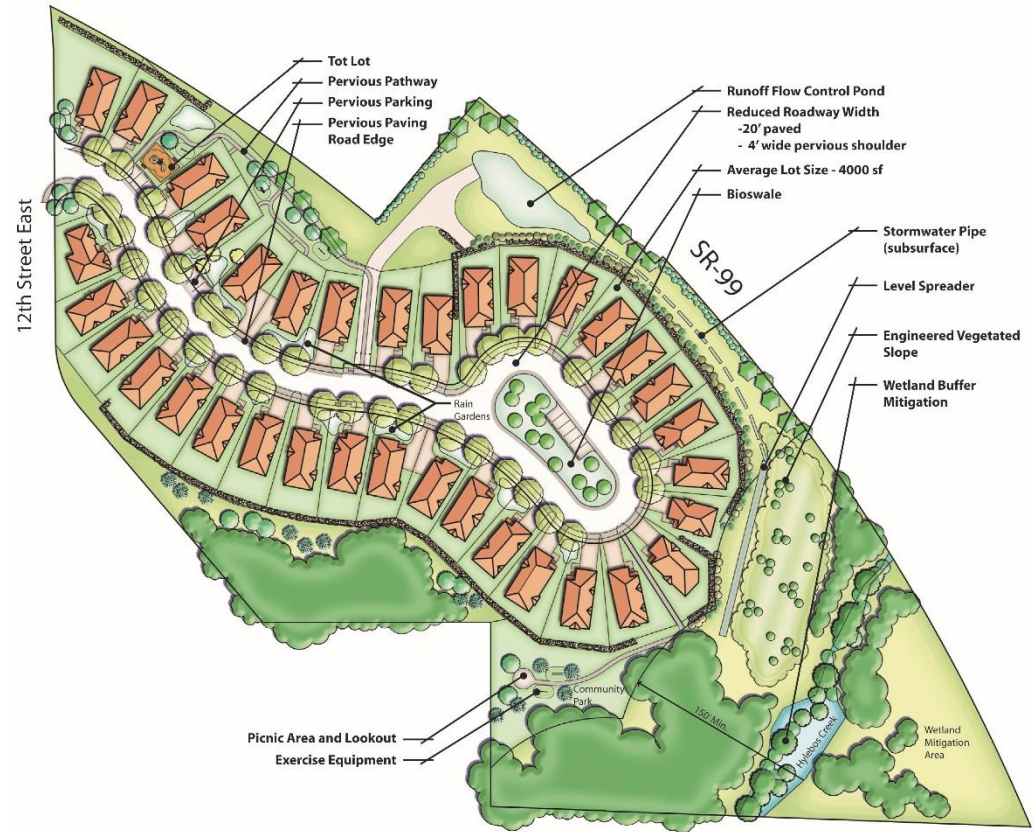 Tot Lot
Pervious Pathway
Pervious Parking
Pervious Paving
Road Edge
Runoff Flow Control Pond
Reduced Roadway Width
-20' paved
- 4' wide pervious shoulder
Average Lot Size - 4000 sf
Bioswale
12th Street East
SR-99
Stormwater Pipe
(subsurface)
Level Spreader
Engineered Vegetated
Slope
Wetland Buffer
Mitigation
Rain
Gardens
Community
Park
150' Min.
Hylebos Creek
Wetland
Mitigation
Area
Picnic Area and Lookout
Exercise Equipment